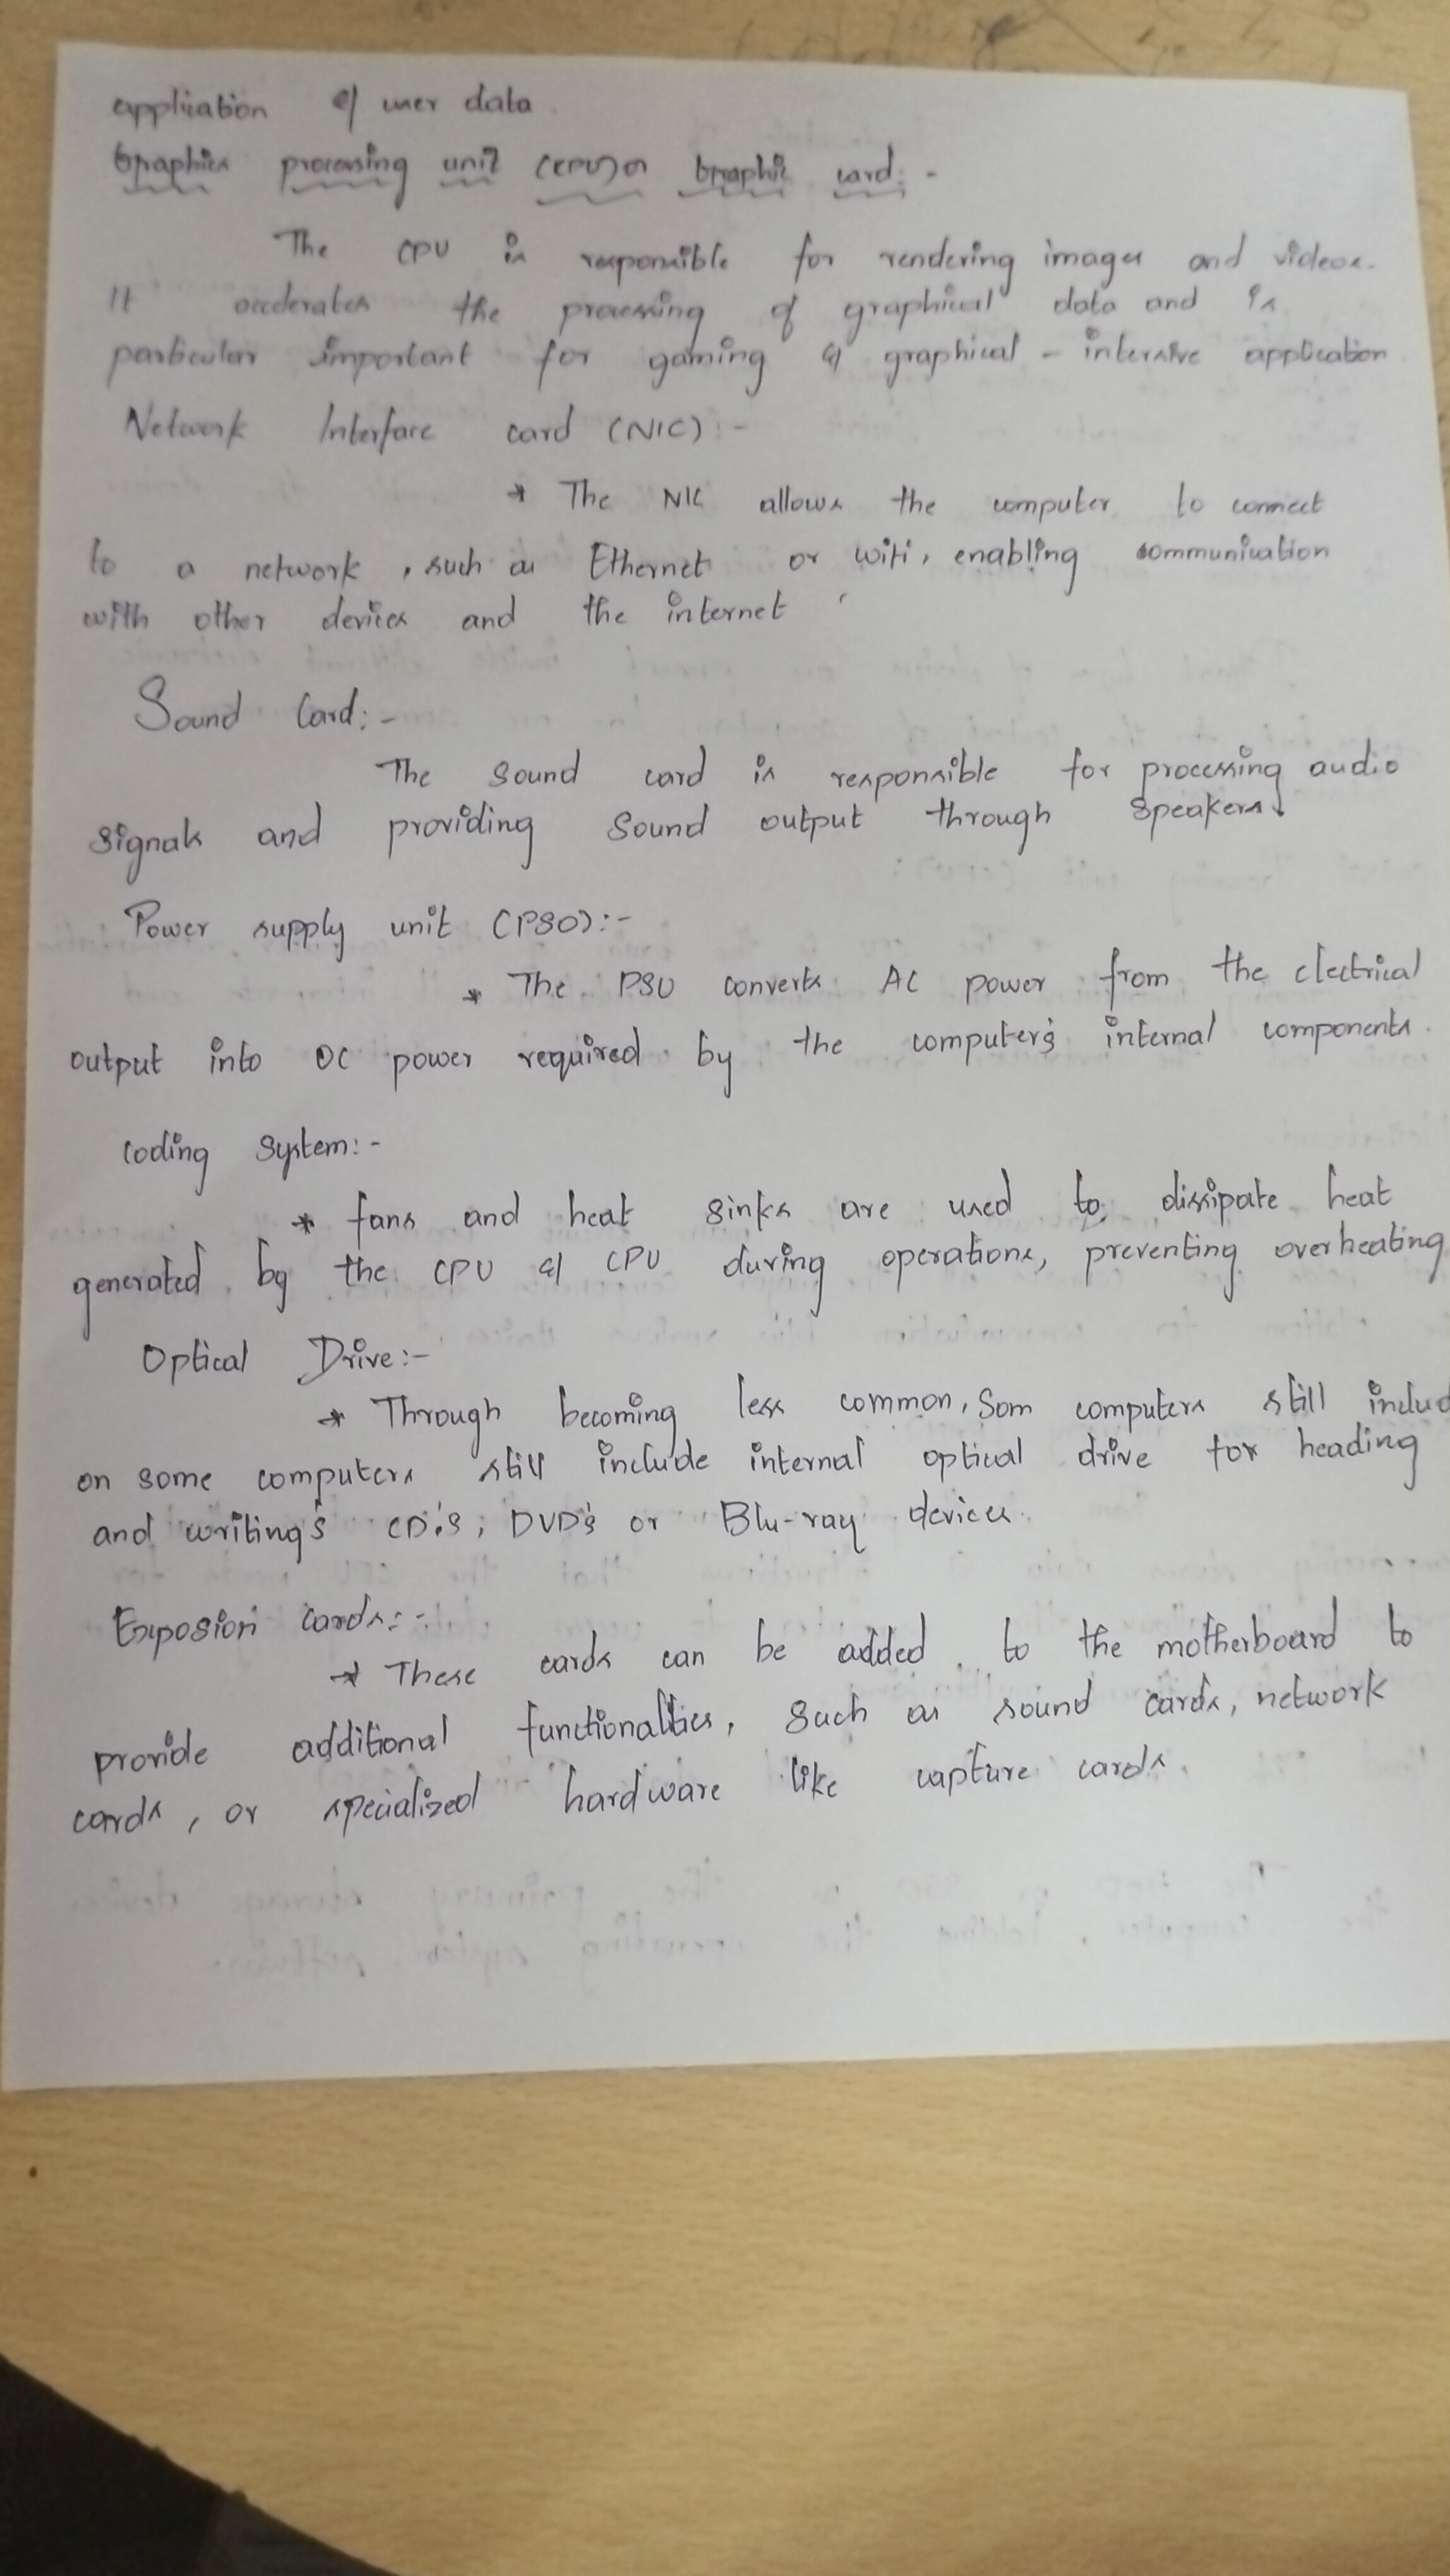 application & user data
Graphics processing unit (GPU) or Graphic card: -
The CPU is responsible for rendering images and videos.
It accelerates the processing of graphical data and is
particular important for gaming & graphical - intensive application
Network Interface card (NIC): -
* The NIC allows the computer to connect
to a network, such as Ethernet or wifi, enabling communication
with other devices and the internet
Sound Card: -
The sound card is responsible for processing audio
signals and providing sound output through speakers.
Power supply unit (PSU):-
* The PSU converts AC power from the electrical
output into DC power required by the computer's internal components.
Coding System:-
* fans and heat sinks are used to dissipate heat
generated by the CPU & CPU during operations, preventing overheating
Optical Drive:-
* Through becoming less common, Som computers still includ
on some computers still include internal optical drive for heading
and writing's CD's, DVD's or Blu-ray devices.
Exposion cards: -
* These cards can be added to the motherboard to
provide additional functionalties, such as sound cards, network
cards, or specialized hardware like capture cards.